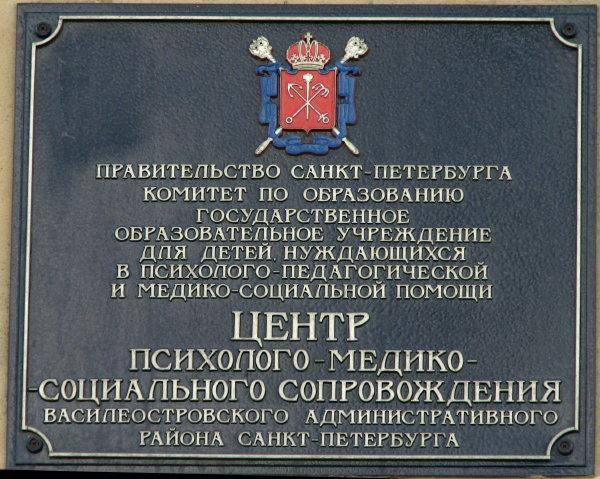 ПРАВИТЕЛЬСТВО САНКТ-ПЕТЕРБУРГА
КОМИТЕТ ПО ОБРАЗОВАНИЮ
ГОСУДАРСТВЕННОЕ
ОБРАЗОВАТЕЛЬНОЕ УЧРЕЖДЕНИЕ
ДЛЯ ДЕТЕЙ, НУЖДАЮЩИХСЯ
В ПСИХОЛОГО-ПЕДАГОГИЧЕСКОЙ
И МЕДИКО-СОЦИАЛЬНОЙ ПОМОЩИ
ЦЕНТР
ПСИХОЛОГО-МЕДИКО-
-СОЦИАЛЬНОГО СОПРОВОЖДЕНИЯ
ВАСИЛЕОСТРОВСКОГО АДМИНИСТРАТИВНОГО
РАЙОНА САНКТ-ПЕТЕРБУРГА